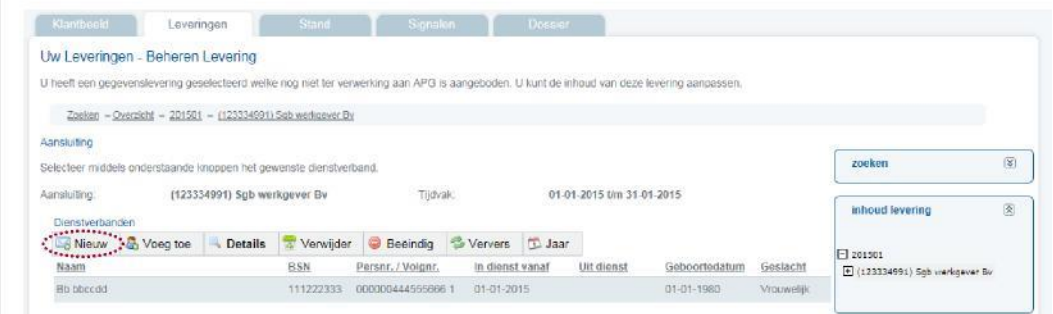 Klantbeeld Leveringen Stand Signalen Dossier
Uw Leveringen - Beheren Levering
U heeft een gegevenslevering geselecteerd welke nog niet ter verwerking aan APG is aangeboden. U kunt de inhoud van deze levering aanpassen.
Zoeken - Overzicht - 201501 - (123334991) Sgb werkgever Bv
Aansluiting
Selecteer middels onderstaande knoppen het gewenste dienstverband.
Aansluiting: (123334991) Sgb werkgever Bv Tijdvak: 01-01-2015 t/m 31-01-2015
Dienstverbanden
Nieuw Voeg toe Details Verwijder Beeindig Ververs Jaar
Naam BSN Persnr. / Volgnr. In dienst vanaf Uit dienst Geboortedatum Geslacht
Bb bbccdd 111222333 000000444555666 1 01-01-2015 01-01-1980 Vrouwelijk
zoeken
inhoud levering
201501
(123334991) Sgb werkgever Bv